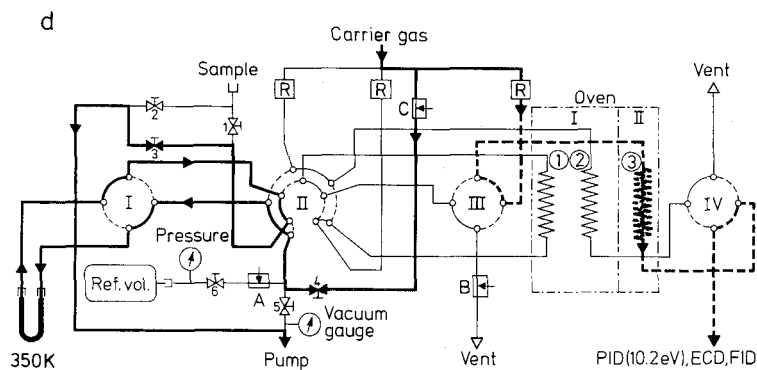 d
Carrier gas
Sample
Vent
R
R
R
Oven
C
I
II
2
1
3
1
2
3
I
II
III
IV
Pressure
4
Ref. vol.
6
A
5
B
Vacuum
gauge
350K
Pump
Vent
PID(10.2eV),ECD,FID